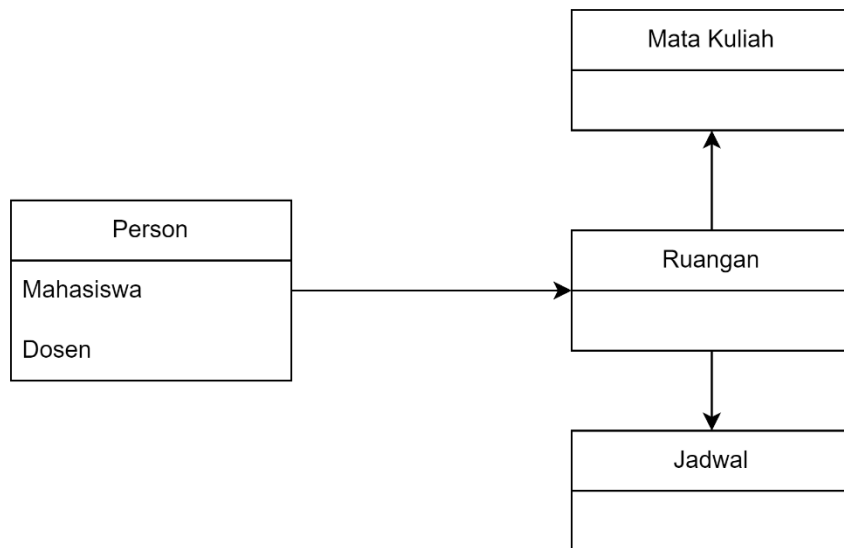 Mata Kuliah
Person
Mahasiswa
Dosen
Ruangan
Jadwal